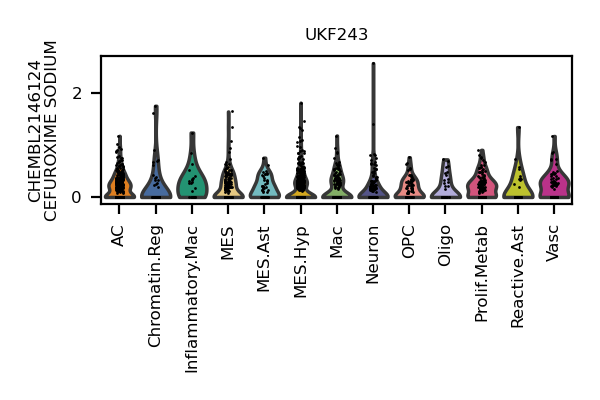 UKF243
CHEMBL2146124
CEFUROXIME SODIUM
2
0
AC
Chromatin.Reg
Inflammatory.Mac
MES
MES.Ast
MES.Hyp
Mac
Neuron
OPC
Oligo
Prolif.Metab
Reactive.Ast
Vasc